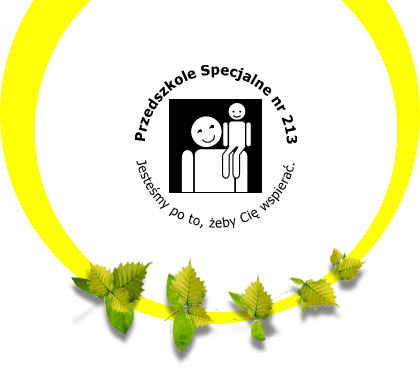 Przedszkole Specjalne nr 213
Jesteśmy po to, żeby Cię wspierać.